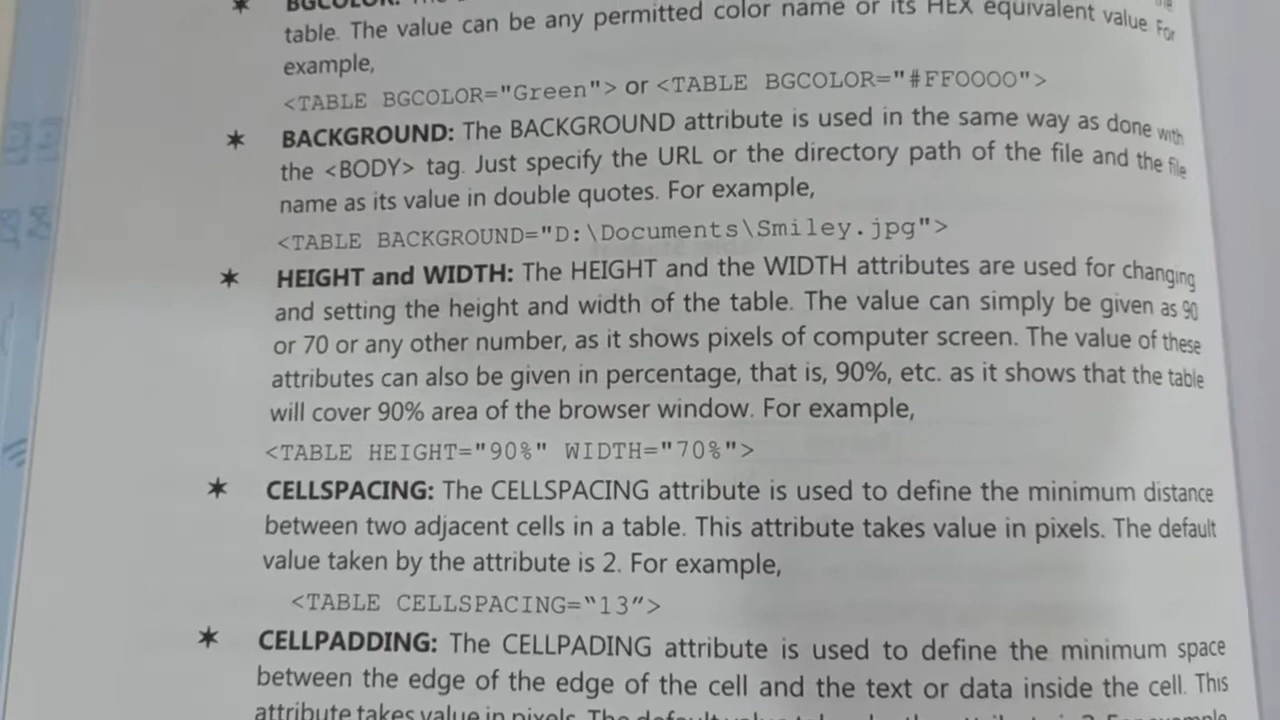 ✶ BGCOLOR: The
table. The value can be any permitted color name or its HEX equivalent value. For
example,
<TABLE BGCOLOR="Green"> or <TABLE BGCOLOR="#FF0000">
✶ BACKGROUND: The BACKGROUND attribute is used in the same way as done with
the <BODY> tag. Just specify the URL or the directory path of the file and the file
name as its value in double quotes. For example,
<TABLE BACKGROUND="D:\Documents\Smiley.jpg">
✶ HEIGHT and WIDTH: The HEIGHT and the WIDTH attributes are used for changing
and setting the height and width of the table. The value can simply be given as 90
or 70 or any other number, as it shows pixels of computer screen. The value of these
attributes can also be given in percentage, that is, 90%, etc. as it shows that the table
will cover 90% area of the browser window. For example,
<TABLE HEIGHT="90%" WIDTH="70%">
✶ CELLSPACING: The CELLSPACING attribute is used to define the minimum distance
between two adjacent cells in a table. This attribute takes value in pixels. The default
value taken by the attribute is 2. For example,
<TABLE CELLSPACING=“13”>
✶ CELLPADDING: The CELLPADING attribute is used to define the minimum space
between the edge of the edge of the cell and the text or data inside the cell. This
attribute takes value in pixels. The default value